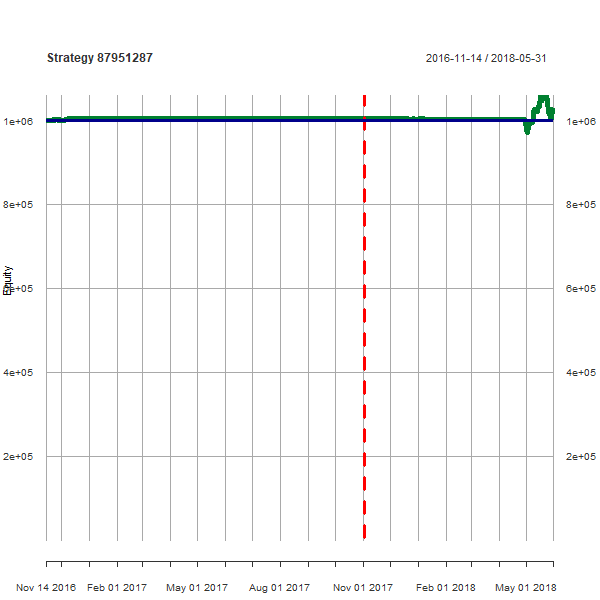 Strategy 87951287
2016-11-14 / 2018-05-31
1e+06
1e+06
8e+05
8e+05
Equity
6e+05
6e+05
4e+05
4e+05
2e+05
2e+05
Nov 14 2016
Feb 01 2017
May 01 2017
Aug 01 2017
Nov 01 2017
Feb 01 2018
May 01 2018